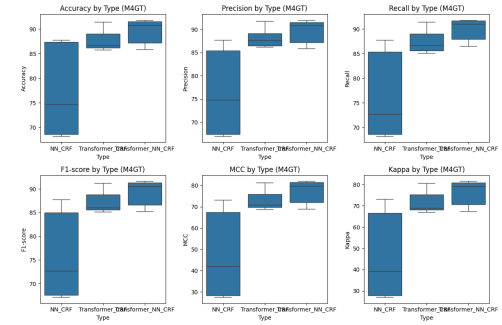 Accuracy by Type (M4GT)
Accuracy
90
85
80
75
70
NN_CRF
Transformer_CRF
Transformer_NN_CRF
Type
Precision by Type (M4GT)
Precision
90
85
80
75
70
NN_CRF
Transformer_CRF
Transformer_NN_CRF
Type
Recall by Type (M4GT)
Recall
90
85
80
75
70
NN_CRF
Transformer_CRF
Transformer_NN_CRF
Type
F1-score by Type (M4GT)
F1-score
90
85
80
75
70
NN_CRF
Transformer_CRF
Transformer_NN_CRF
Type
MCC by Type (M4GT)
MCC
80
70
60
50
40
30
NN_CRF
Transformer_CRF
Transformer_NN_CRF
Type
Kappa by Type (M4GT)
Kappa
80
70
60
50
40
30
NN_CRF
Transformer_CRF
Transformer_NN_CRF
Type